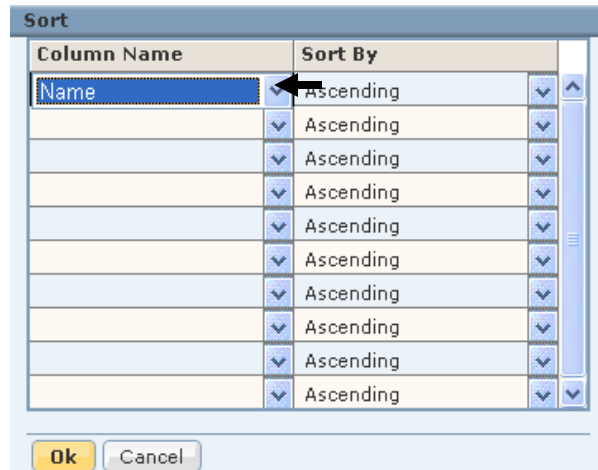 Sort
Column Name Sort By
Name Ascending
Ascending
Ascending
Ascending
Ascending
Ascending
Ascending
Ascending
Ascending
Ascending
Ok Cancel